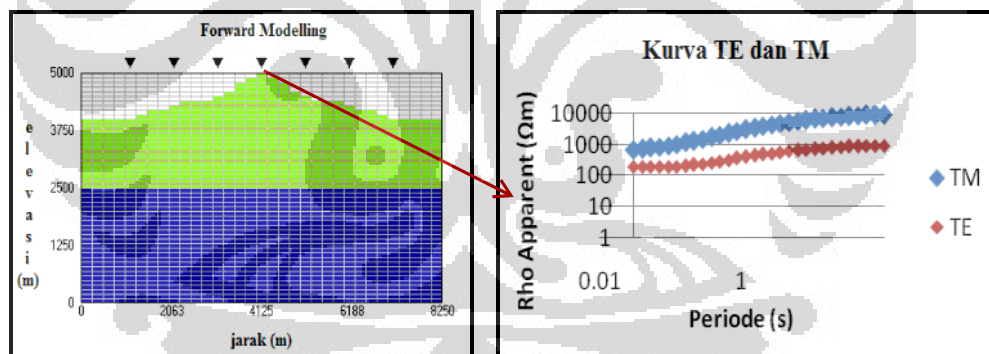 Forward Modelling
5000
3750
2500
1250
0
elevasi
(m)
0 2063 4125 6188 8250
jarak (m)
Kurva TE dan TM
Rho Apparent (Ωm)
10000
1000
100
10
1
0.01 1
Periode (s)
TM
TE